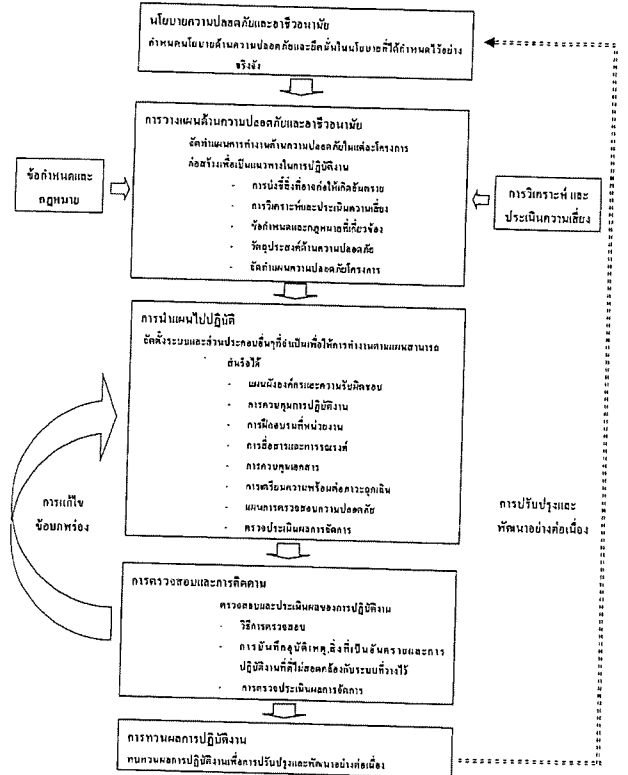 นโยบายความปลอดภัยและอาชีวอนามัย
กำหนดนโยบายด้านความปลอดภัยและยึดมั่นในนโยบายที่ได้กำหนดไว้อย่าง
จริงจัง
การวางแผนด้านความปลอดภัยและอาชีวอนามัย
จัดทำแผนการทำงานด้านความปลอดภัยในแต่ละโครงการ
ก่อสร้างเพื่อเป็นแนวทางในการปฏิบัติงาน
- การบ่งชี้สิ่งที่อาจก่อให้เกิดอันตราย
- การวิเคราะห์และประเมินความเสี่ยง
- ข้อกำหนดและกฎหมายที่เกี่ยวข้อง
- วัตถุประสงค์ด้านความปลอดภัย
- จัดทำแผนความปลอดภัยโครงการ
ข้อกำหนดและ
กฎหมาย
การวิเคราะห์ และ
ประเมินความเสี่ยง
การนำแผนไปปฏิบัติ
จัดตั้งระบบและส่วนประกอบอื่นๆที่จำเป็นเพื่อให้การทำงานตามแผนสามารถ
สำเร็จได้
- แผนผังองค์กรและความรับผิดชอบ
- การควบคุมการปฏิบัติงาน
- การฝึกอบรมที่หน่วยงาน
- การสื่อสารและการรณรงค์
- การควบคุมเอกสาร
- การเตรียมความพร้อมต่อภาวะฉุกเฉิน
- แผนการตรวจสอบความปลอดภัย
- ตรวจประเมินผลการจัดการ
การแก้ไข
ข้อบกพร่อง
การปรับปรุงและ
พัฒนาอย่างต่อเนื่อง
การตรวจสอบและการติดตาม
ตรวจสอบและประเมินผลของการปฏิบัติงาน
- วิธีการตรวจสอบ
- การบันทึกอุบัติเหตุ,สิ่งที่เป็นอันตรายและการ
ปฏิบัติงานที่ไม่สอดคล้องกับระบบที่วางไว้
- การตรวจประเมินผลการจัดการ
การทวนผลการปฏิบัติงาน
ทบทวนผลการปฏิบัติงานเพื่อการปรับปรุงและพัฒนาอย่างต่อเนื่อง